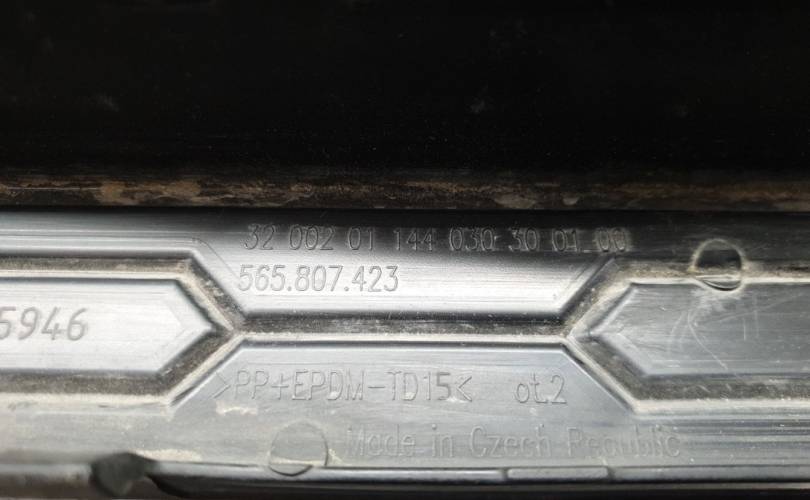 32 002 01 144 030 30 01 00
565.807.423
5946
>PP+EPDM-TD15< ot.2
Made in Czech Republic